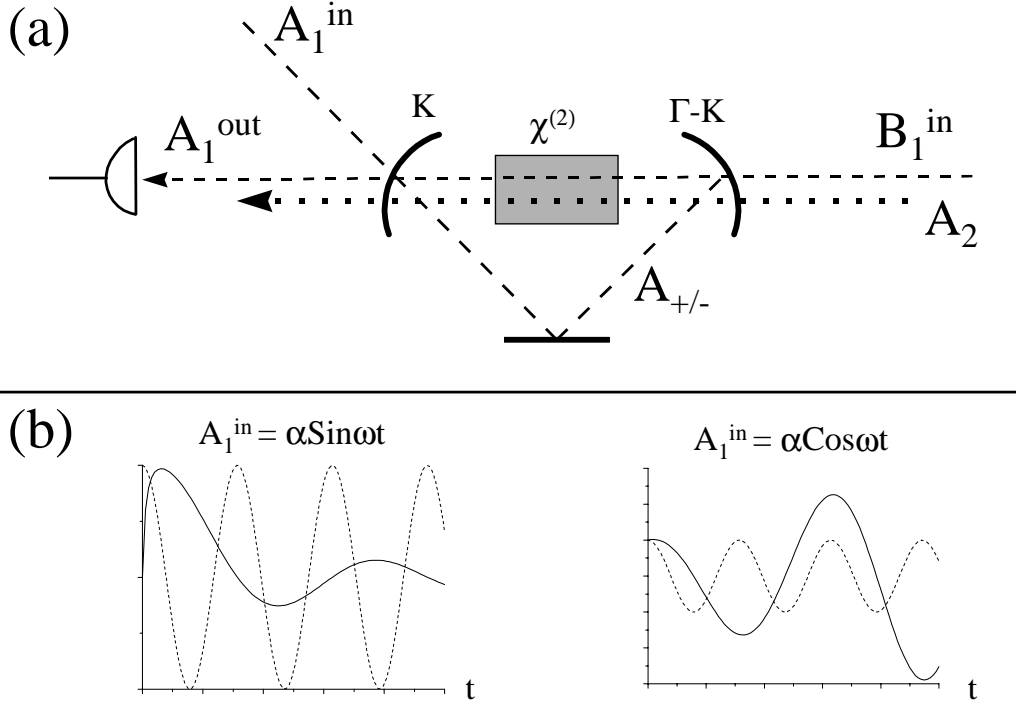 (a)
A₁ⁱⁿ
K
Γ-K
χ⁽²⁾
A₁ᵒᵘᵗ
B₁ⁱⁿ
A₂
A₊/₋
(b)
A₁ⁱⁿ = αSinωt
A₁ⁱⁿ = αCosωt
t
t